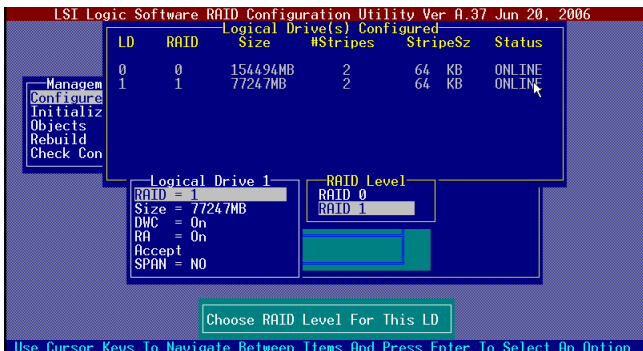 LSI Logic Software RAID Configuration Utility Ver A.37 Jun 20, 2006
Logical Drive(s) Configured
LD RAID Size #Stripes StripeSz Status
0 0 154494MB 2 64 KB ONLINE
1 1 77247MB 2 64 KB ONLINE
Managem
Configure
Initializ
Objects
Rebuild
Check Con
Logical Drive 1
RAID = 1
Size = 77247MB
DWC = On
RA = On
Accept
SPAN = NO
RAID Level
RAID 0
RAID 1
Choose RAID Level For This LD
Use Cursor Keys To Navigate Between Items And Press Enter To Select An Option